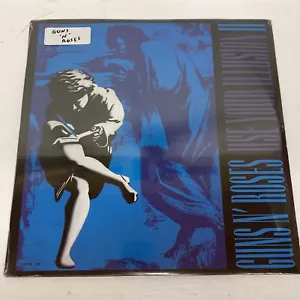 GUNS
'N'
ROSES
GUNS N' ROSES
USE YOUR ILLUSION II